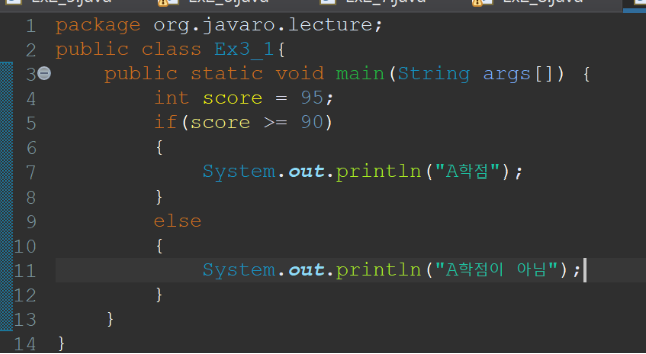 1 package org.javaro.lecture;
2 public class Ex3_1{
3 public static void main(String args[]) {
4 int score = 95;
5 if(score >= 90)
6 {
7 System.out.println("A학점");
8 }
9 else
10 {
11 System.out.println("A학점이 아님");
12 }
13 }
14 }